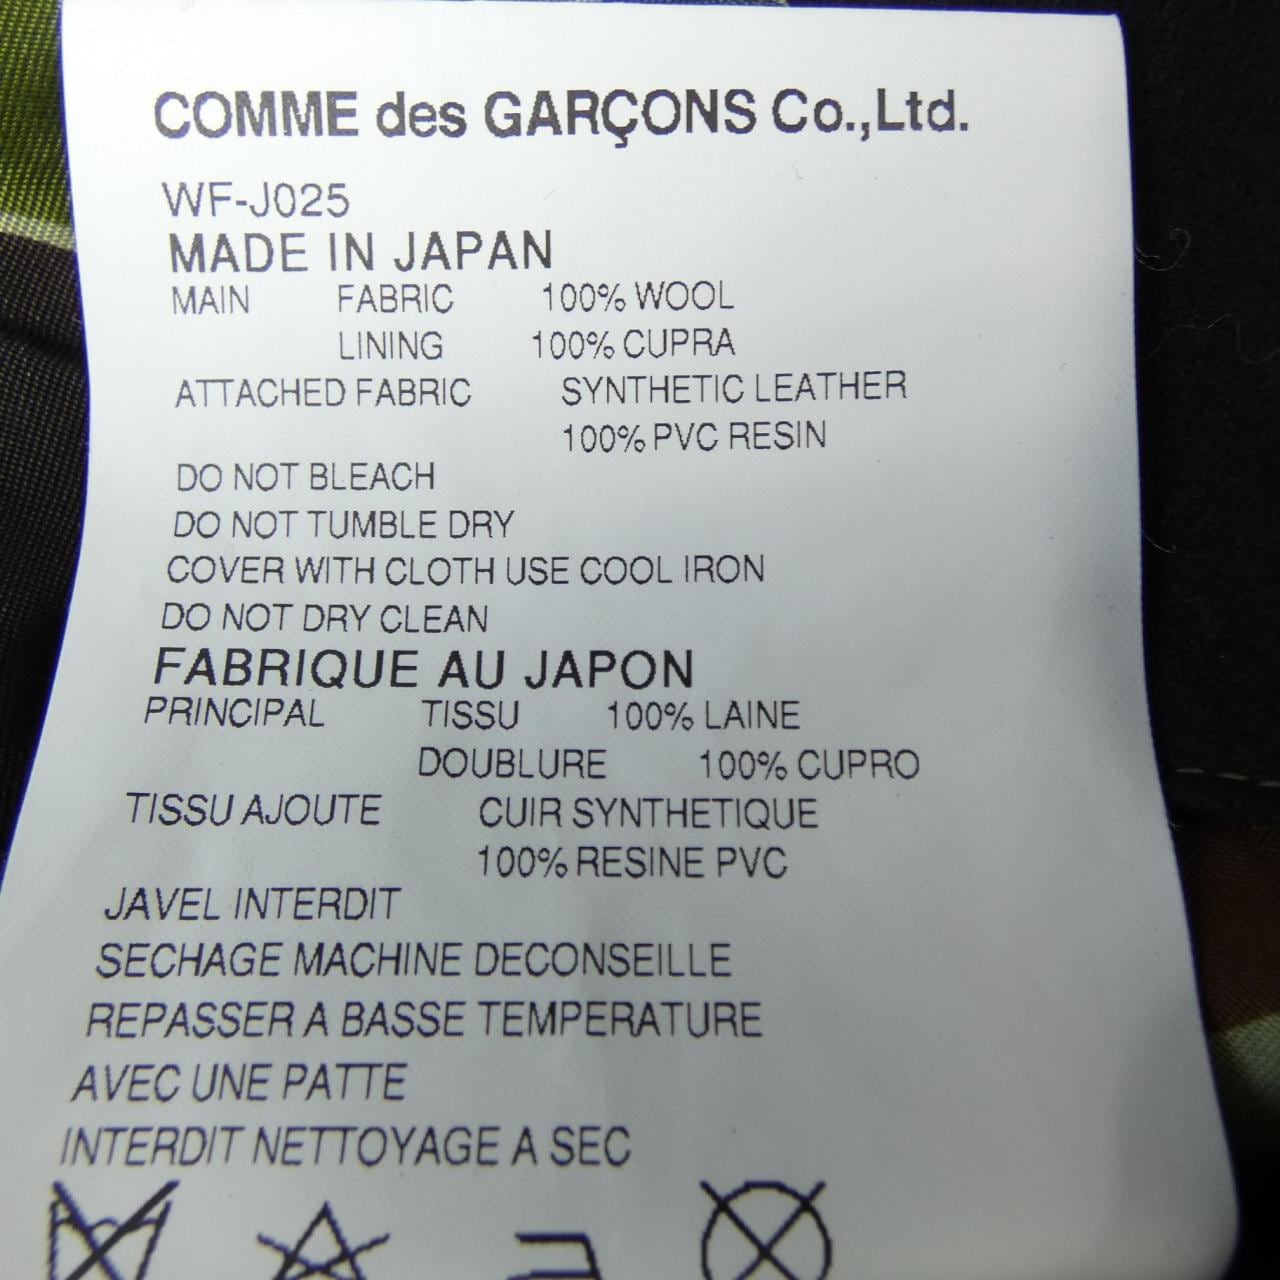 COMME des GARÇONS Co.,Ltd.
WF-J025
MADE IN JAPAN
MAIN FABRIC 100% WOOL
LINING 100% CUPRA
ATTACHED FABRIC SYNTHETIC LEATHER
100% PVC RESIN
DO NOT BLEACH
DO NOT TUMBLE DRY
COVER WITH CLOTH USE COOL IRON
DO NOT DRY CLEAN
FABRIQUE AU JAPON
PRINCIPAL TISSU 100% LAINE
DOUBLURE 100% CUPRO
TISSU AJOUTE CUIR SYNTHETIQUE
100% RESINE PVC
JAVEL INTERDIT
SECHAGE MACHINE DECONSEILLE
REPASSER A BASSE TEMPERATURE
AVEC UNE PATTE
INTERDIT NETTOYAGE A SEC